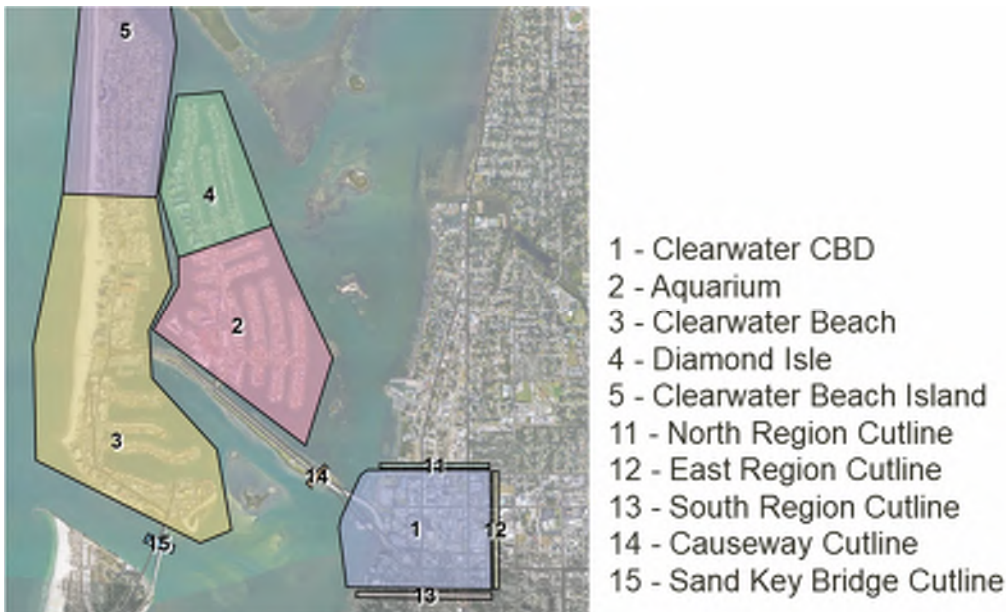 5
4
2
3
14
11
1
12
15
13
1 - Clearwater CBD
2 - Aquarium
3 - Clearwater Beach
4 - Diamond Isle
5 - Clearwater Beach Island
11 - North Region Cutline
12 - East Region Cutline
13 - South Region Cutline
14 - Causeway Cutline
15 - Sand Key Bridge Cutline